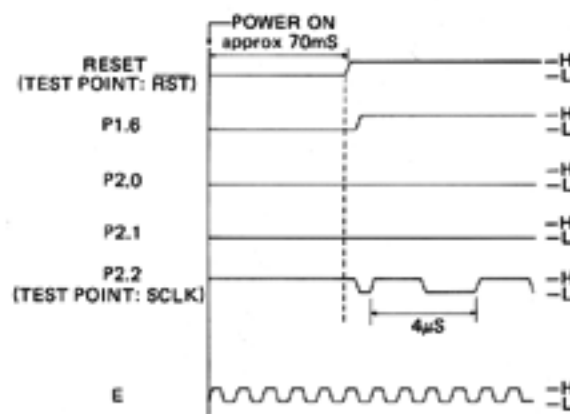 POWER ON
approx 70mS
RESET
(TEST POINT: RST)
-H
-L
P1.6
-H
-L
P2.0
-H
-L
P2.1
-H
-L
P2.2
(TEST POINT: SCLK)
-H
-L
4μS
E
-H
-L